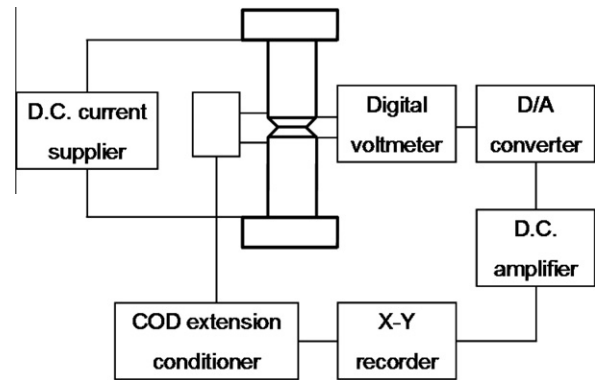 D.C. current
supplier
Digital
voltmeter
D/A
converter
D.C.
amplifier
COD extension
conditioner
X-Y
recorder